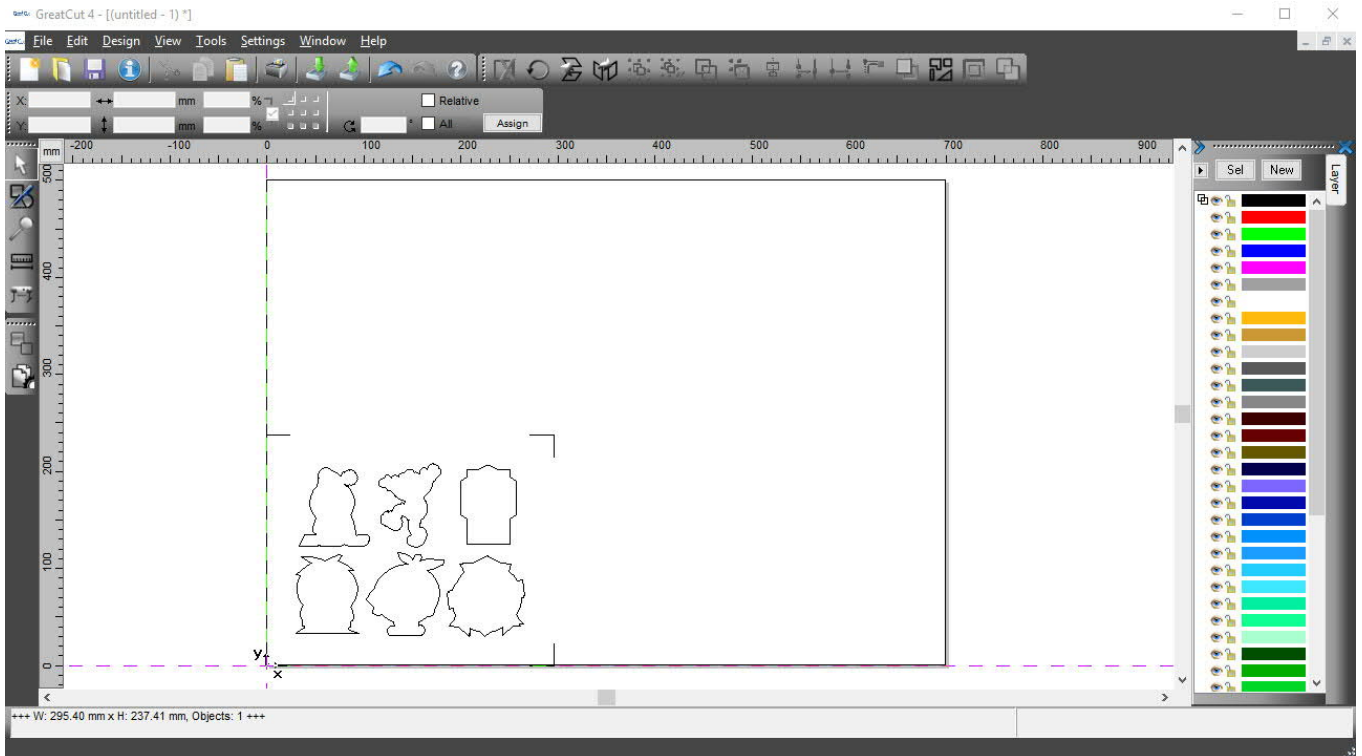 GreatCut 4 - [(untitled - 1) *]
File Edit Design View Tools Settings Window Help
X: mm % Relative
Y: mm % ° All Assign
mm -200 -100 0 100 200 300 400 500 600 700 800 900
Sel New
Layer
500
400
300
200
100
0
y
x
+++ W: 295.40 mm x H: 237.41 mm, Objects: 1 +++